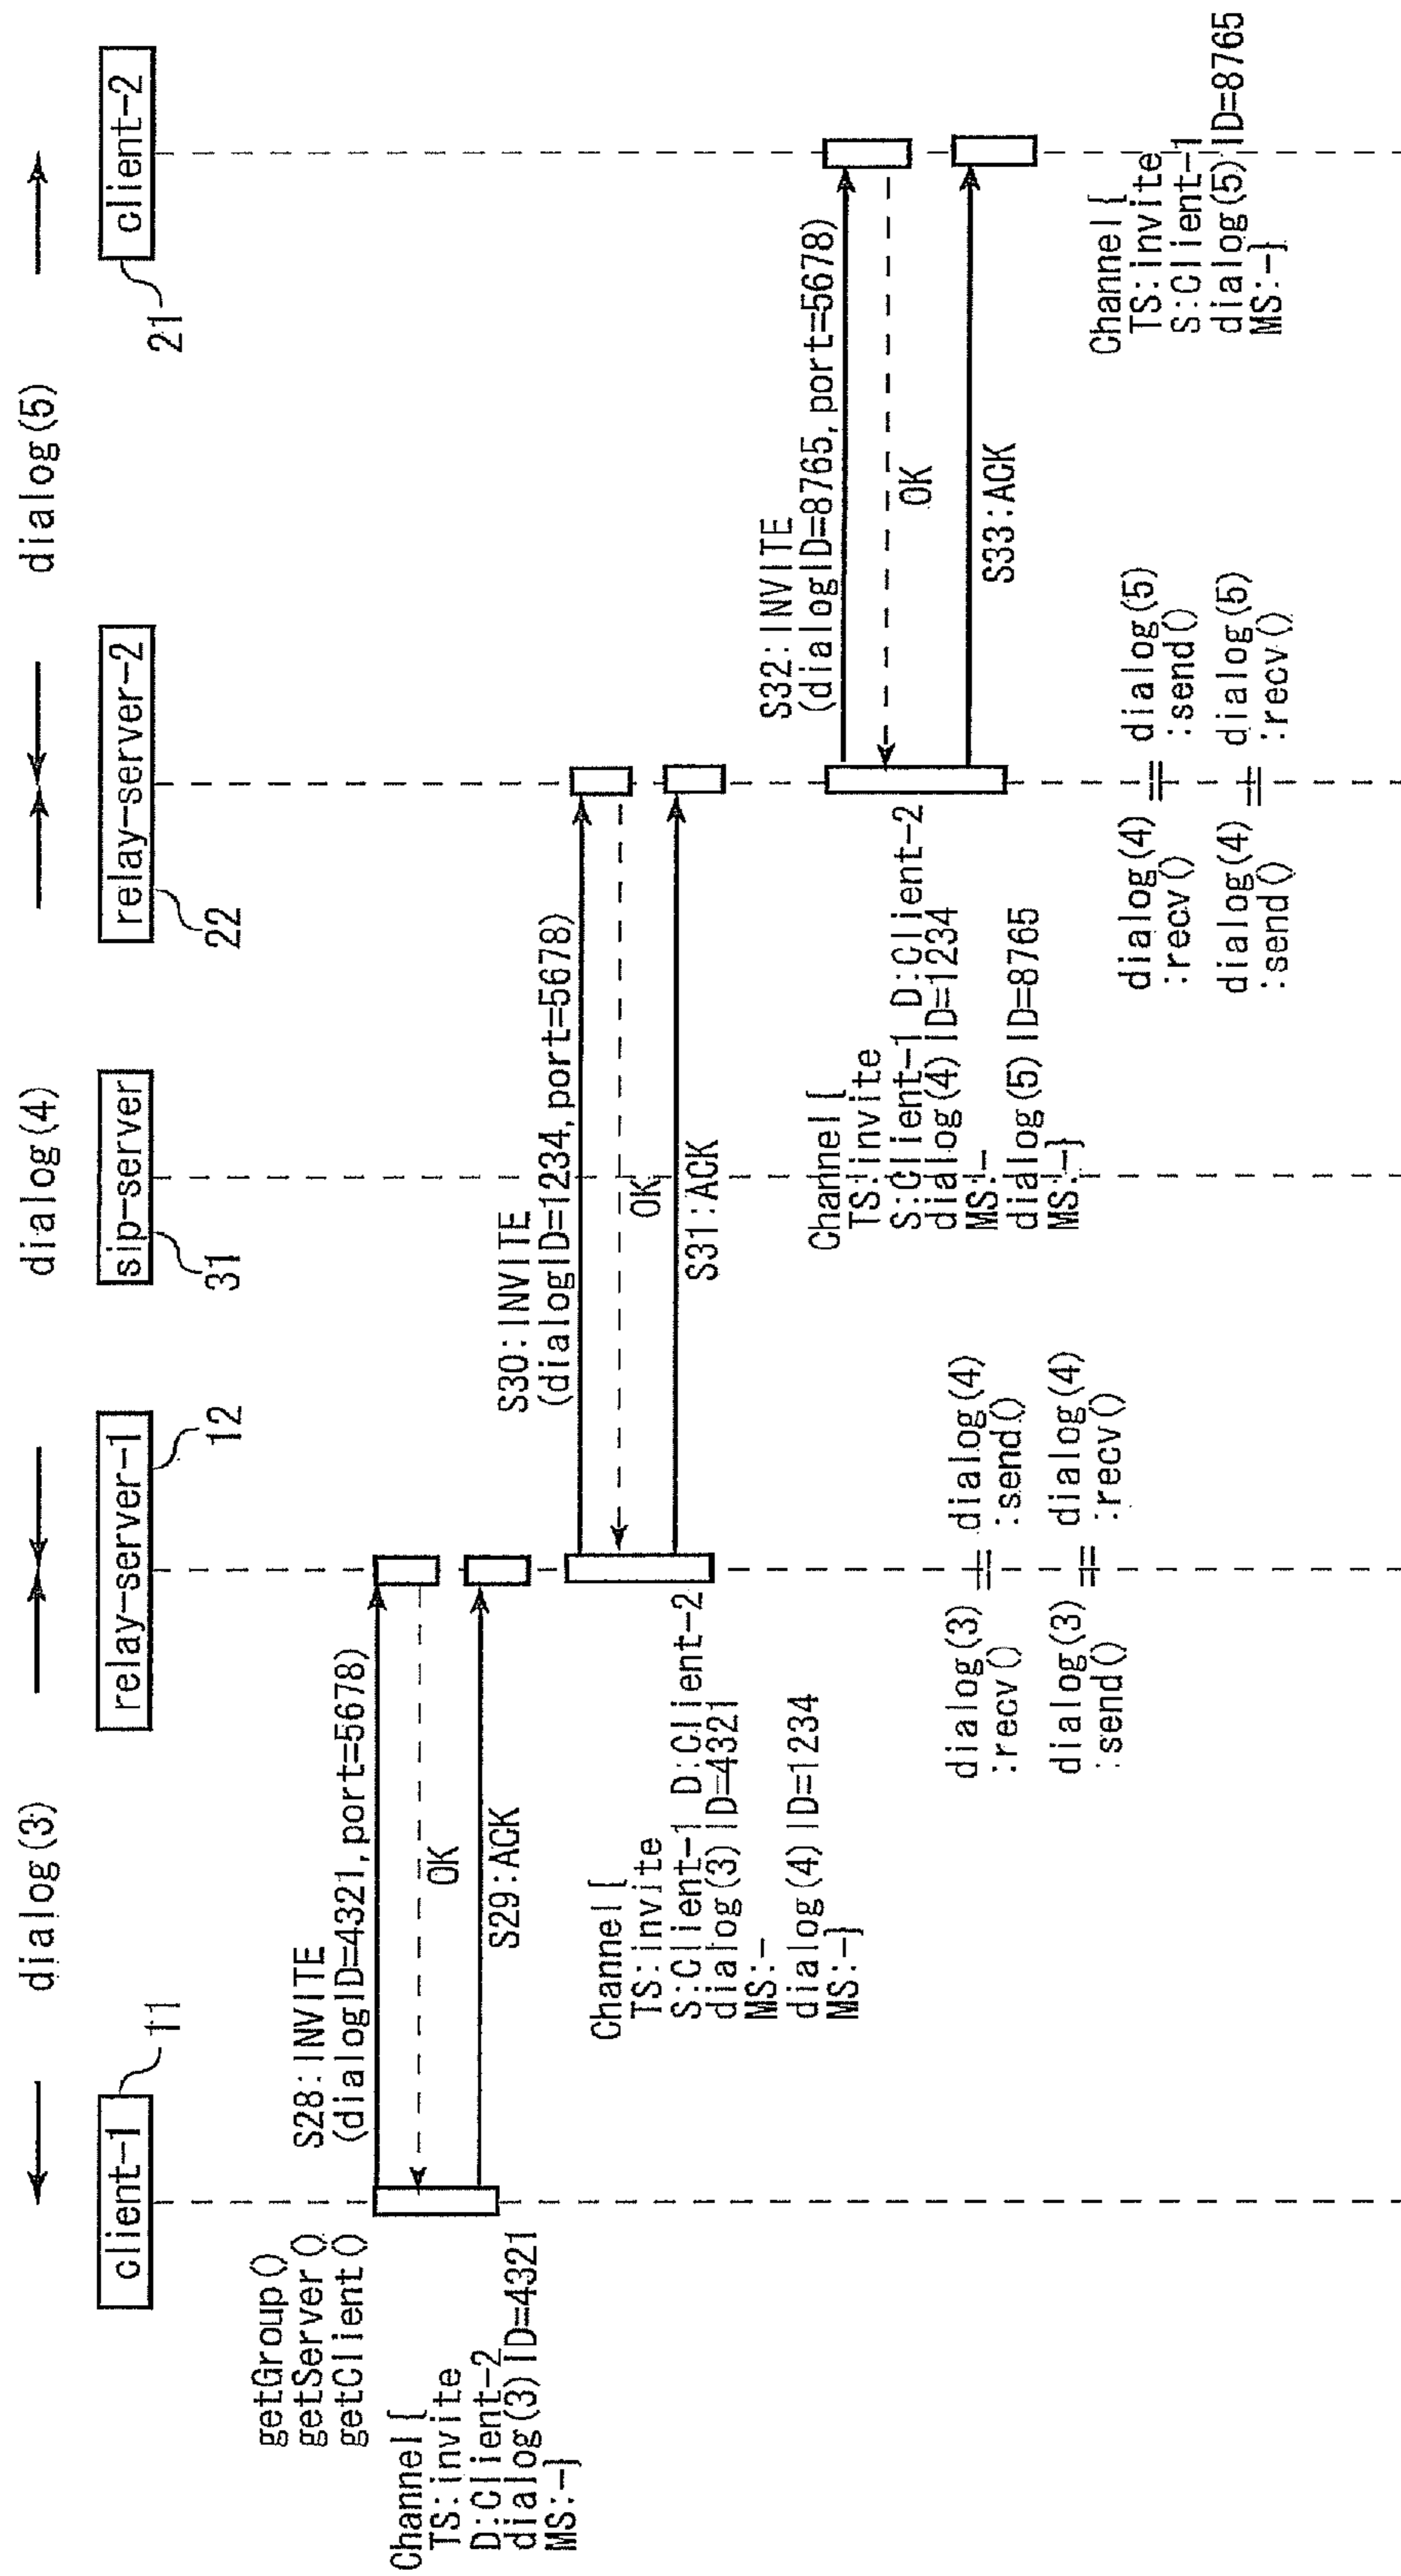 dialog(3)
dialog(4)
dialog(5)
client-1
11
relay-server-1
12
sip-server
31
relay-server-2
22
client-2
21
getGroup()
getServer()
getClient()
S28:INVITE
(dialogID=4321,port=5678)
OK
S29:ACK
Channel{
TS:invite
D:Client-2
dialog(3)ID=4321
MS:-}
S30:INVITE
(dialogID=1234,port=5678)
OK
S31:ACK
Channel{
TS:invite
S:Client-1 D:Client-2
dialog(3)ID=4321
MS:-
dialog(4)ID=1234
MS:-}
S32:INVITE
(dialogID=8765,port=5678)
OK
S33:ACK
Channel{
TS:invite
S:Client-1 D:Client-2
dialog(4)ID=1234
MS:-
dialog(5)ID=8765
MS:-}
dialog(3) = dialog(4)
:recv() :send()
dialog(3) = dialog(4)
:send() :recv()
dialog(4) = dialog(5)
:recv() :send()
dialog(4) = dialog(5)
:send() :recv()
Channel{
TS:invite
S:Client-1
dialog(5)ID=8765
MS:-}